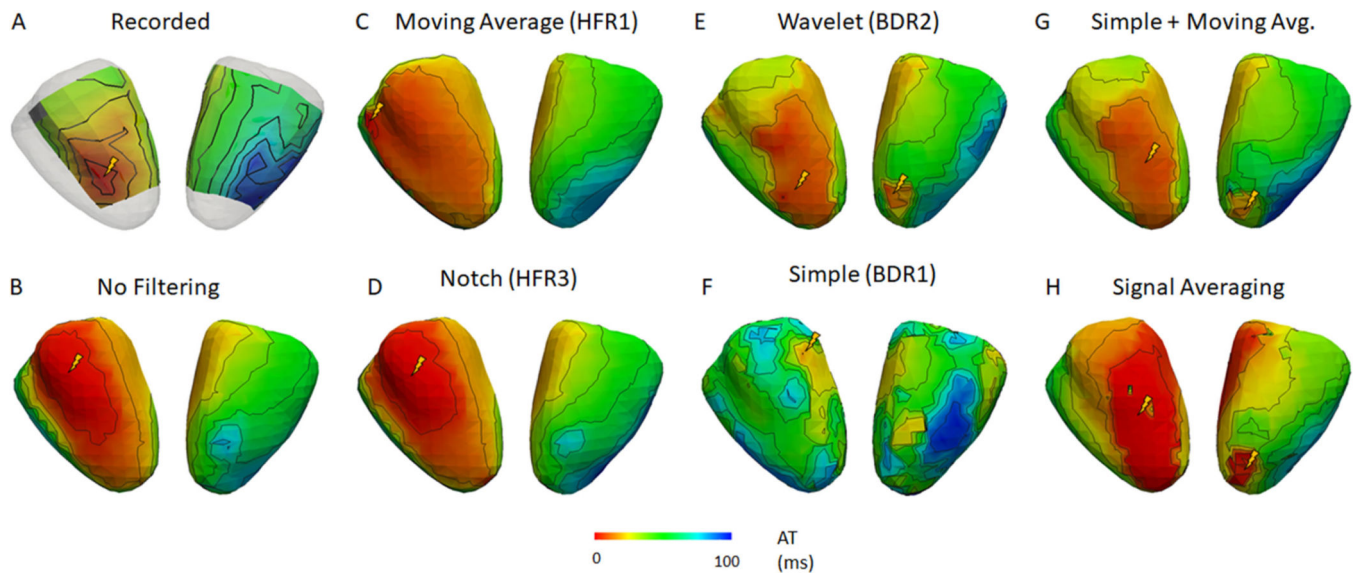 A Recorded
C Moving Average (HFR1)
E Wavelet (BDR2)
G Simple + Moving Avg.
B No Filtering
D Notch (HFR3)
F Simple (BDR1)
H Signal Averaging
AT
(ms)
0 100